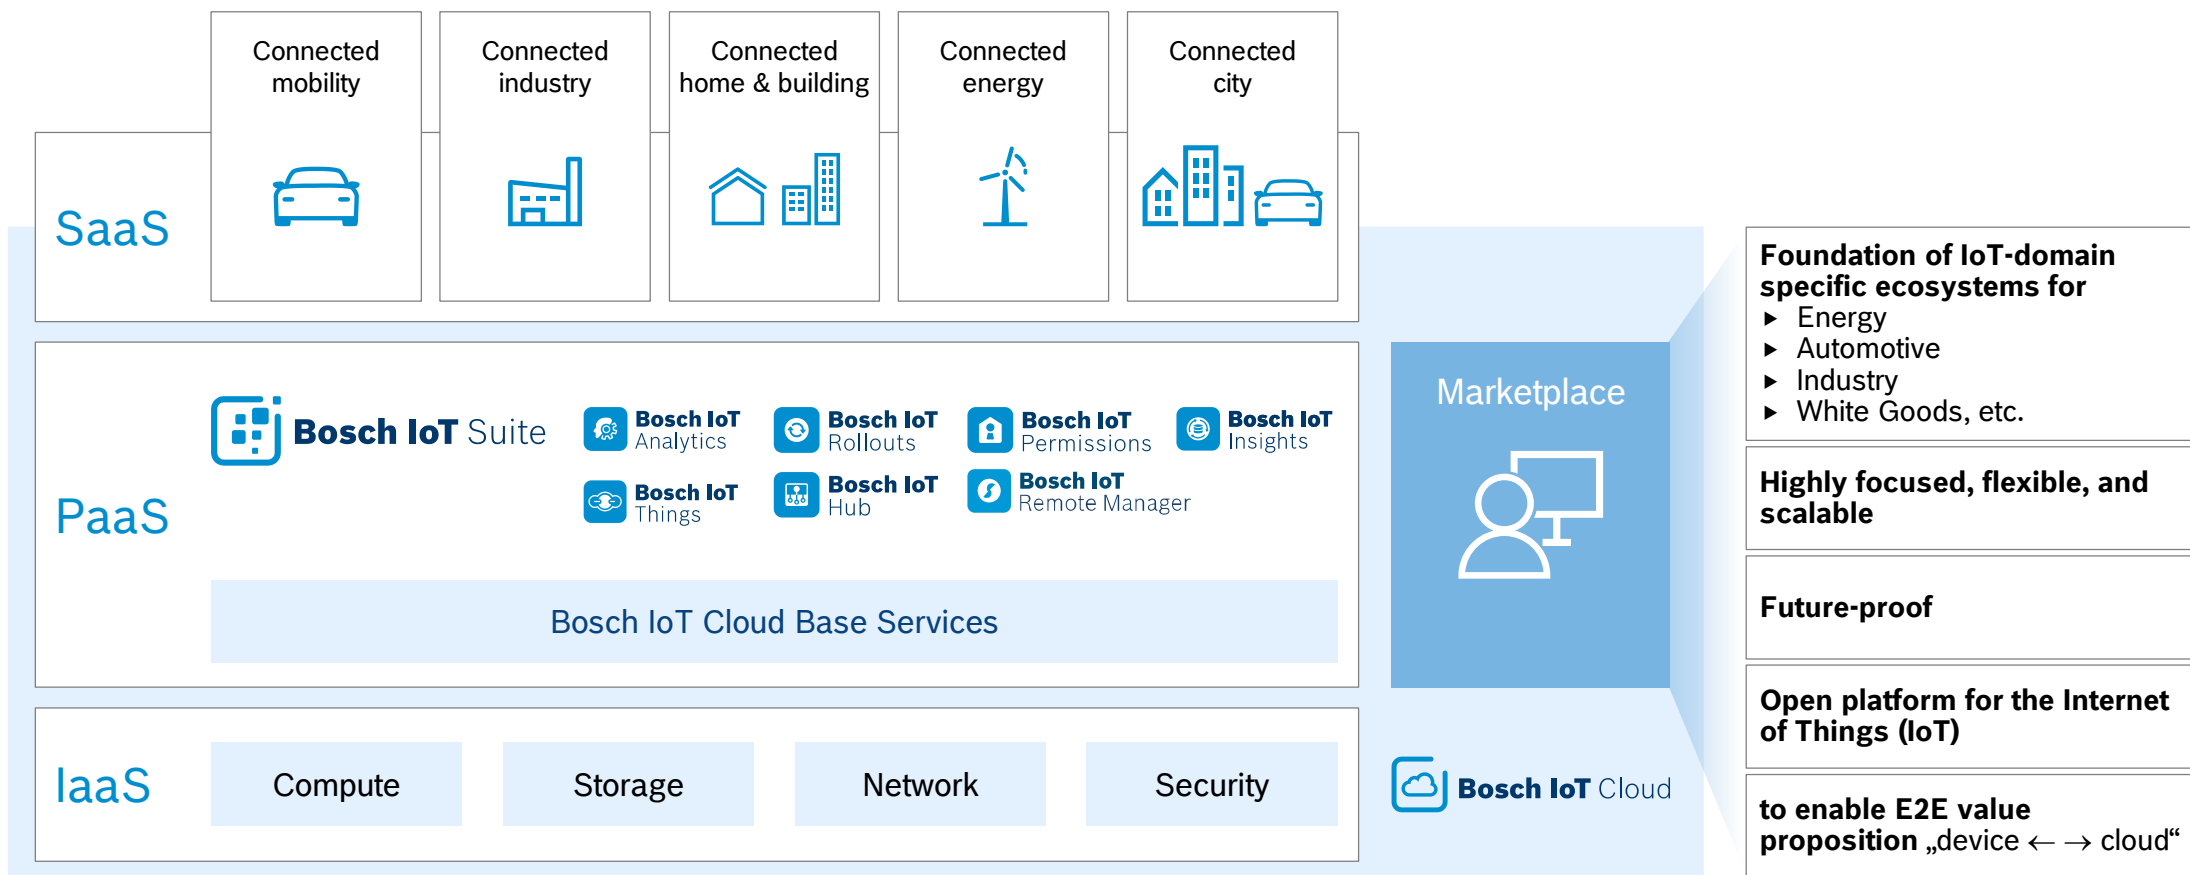 Connected
mobility
Connected
industry
Connected
home & building
Connected
energy
Connected
city
SaaS
PaaS
Bosch IoT Suite
Bosch IoT
Analytics
Bosch IoT
Rollouts
Bosch IoT
Permissions
Bosch IoT
Insights
Bosch IoT
Things
Bosch IoT
Hub
Bosch IoT
Remote Manager
Bosch IoT Cloud Base Services
IaaS
Compute
Storage
Network
Security
Marketplace
Bosch IoT Cloud
Foundation of IoT-domain
specific ecosystems for
▶ Energy
▶ Automotive
▶ Industry
▶ White Goods, etc.
Highly focused, flexible, and
scalable
Future-proof
Open platform for the Internet
of Things (IoT)
to enable E2E value
proposition „device ← → cloud“